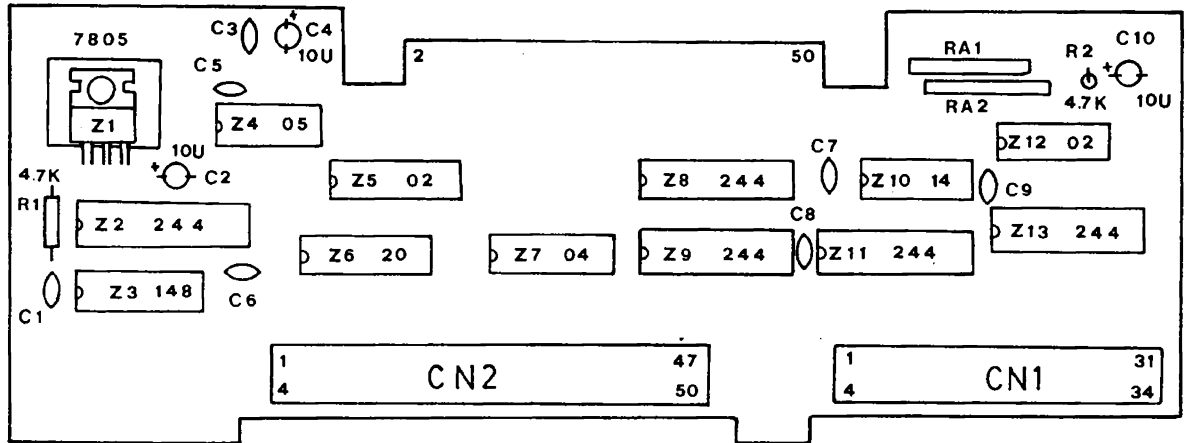 7805
Z1
C3
+
C4
10U
C5
Z4 05
10U
+
C2
4.7K
R1
Z2 244
Z3 148
C1
C6
2
50
Z5 02
Z6 20
Z7 04
Z8 244
Z9 244
C7
C8
Z10 14
Z11 244
RA1
RA2
R2
4.7K
C10
+
10U
Z12 02
C9
Z13 244
1
4
CN2
47
50
1
4
CN1
31
34